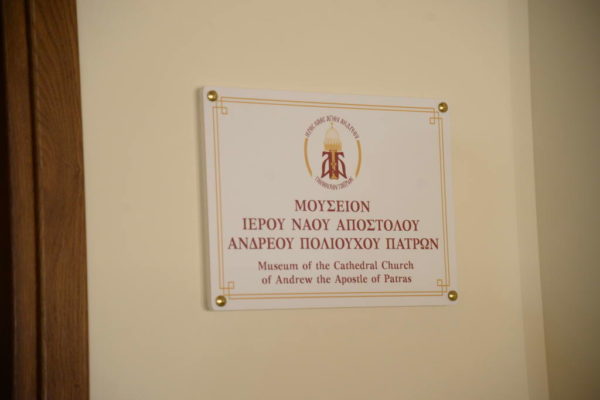 ΜΟΥΣΕΙΟΝ
ΙΕΡΟΥ ΝΑΟΥ ΑΠΟΣΤΟΛΟΥ
ΑΝΔΡΕΟΥ ΠΟΛΙΟΥΧΟΥ ΠΑΤΡΩΝ
Museum of the Cathedral Church
of Andrew the Apostle of Patras